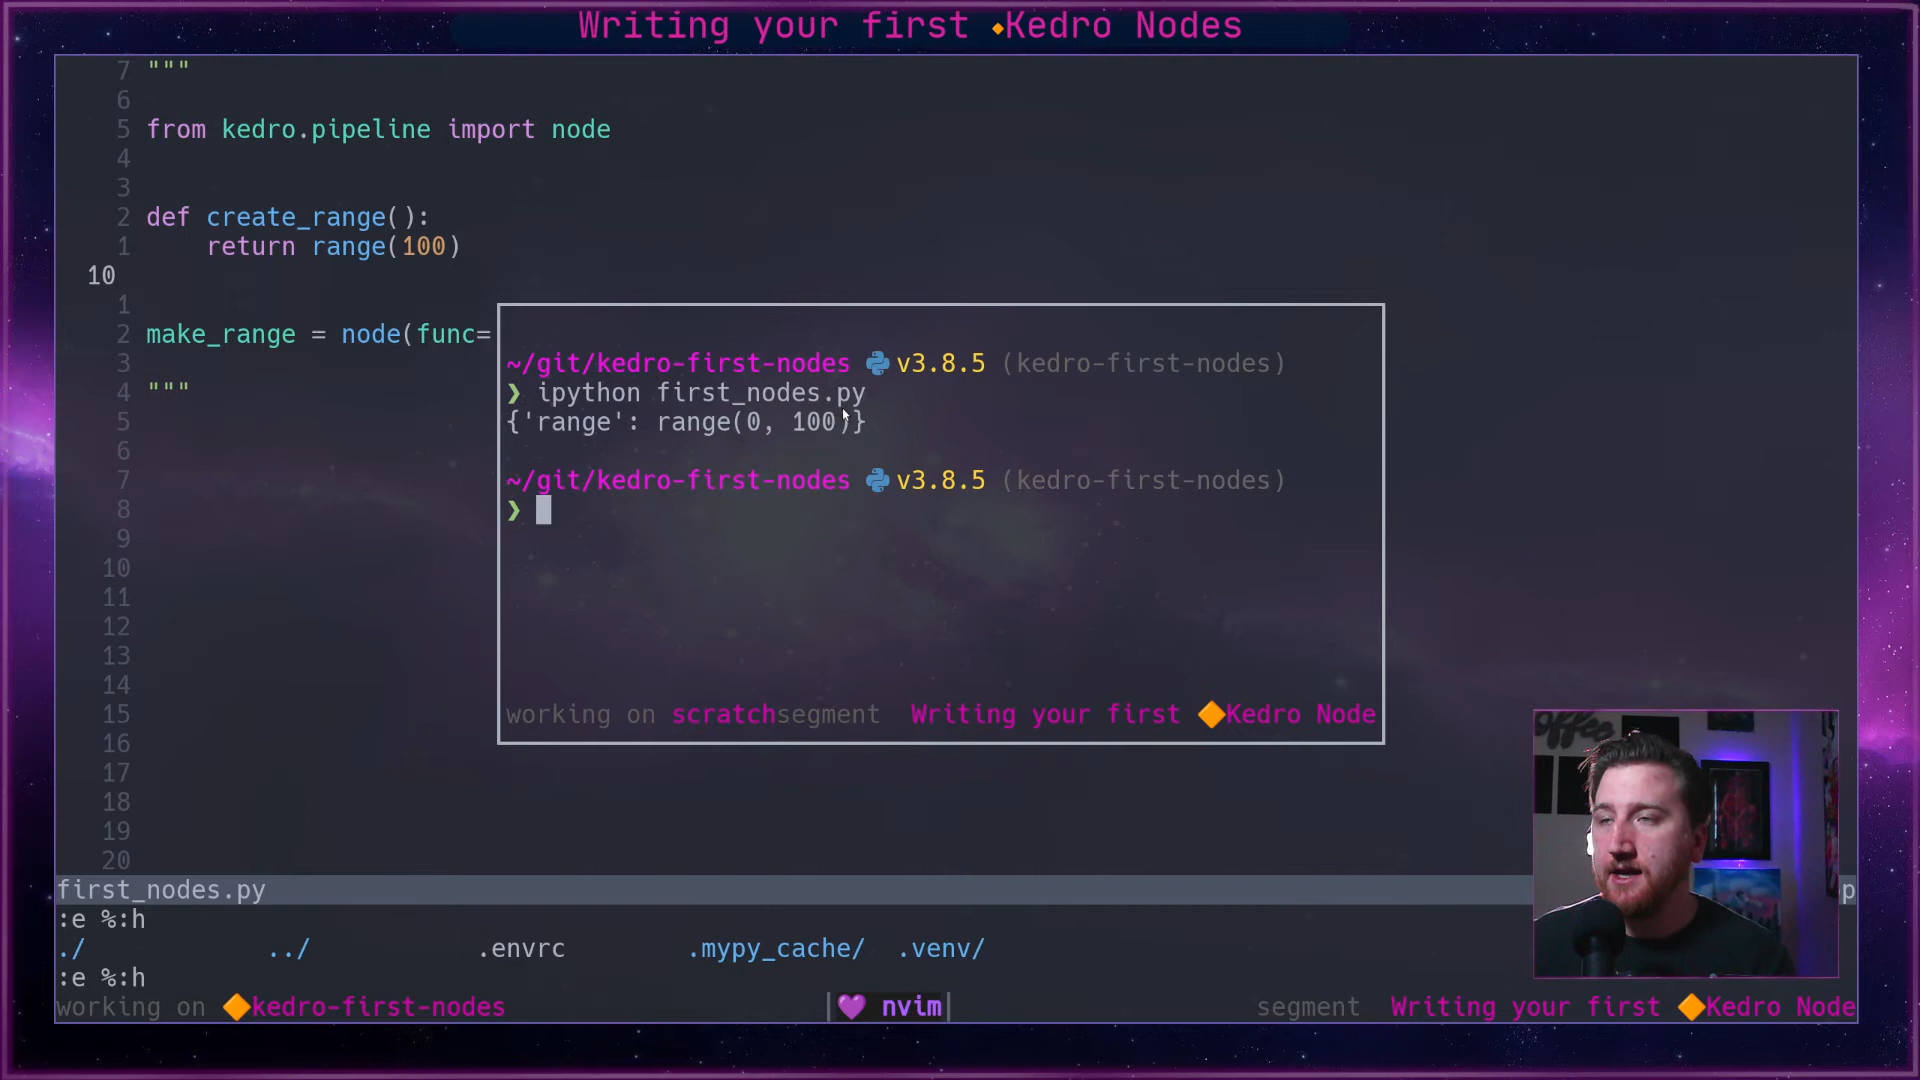 Writing your first 🔸Kedro Nodes
7 """
6
5 from kedro.pipeline import node
4
3
2 def create_range():
1 return range(100)
10
1
2 make_range = node(func=
3
4 """
5
6
7
8
9
10
11
12
13
14
15
16
17
18
19
20
~/git/kedro-first-nodes v3.8.5 (kedro-first-nodes)
❯ ipython first_nodes.py
{'range': range(0, 100)}
~/git/kedro-first-nodes v3.8.5 (kedro-first-nodes)
❯
working on scratchsegment Writing your first 🔶Kedro Node
first_nodes.py p
:e %:h
./ ../ .envrc .mypy_cache/ .venv/
:e %:h
working on 🔶kedro-first-nodes |💜 nvim| segment Writing your first 🔶Kedro Node